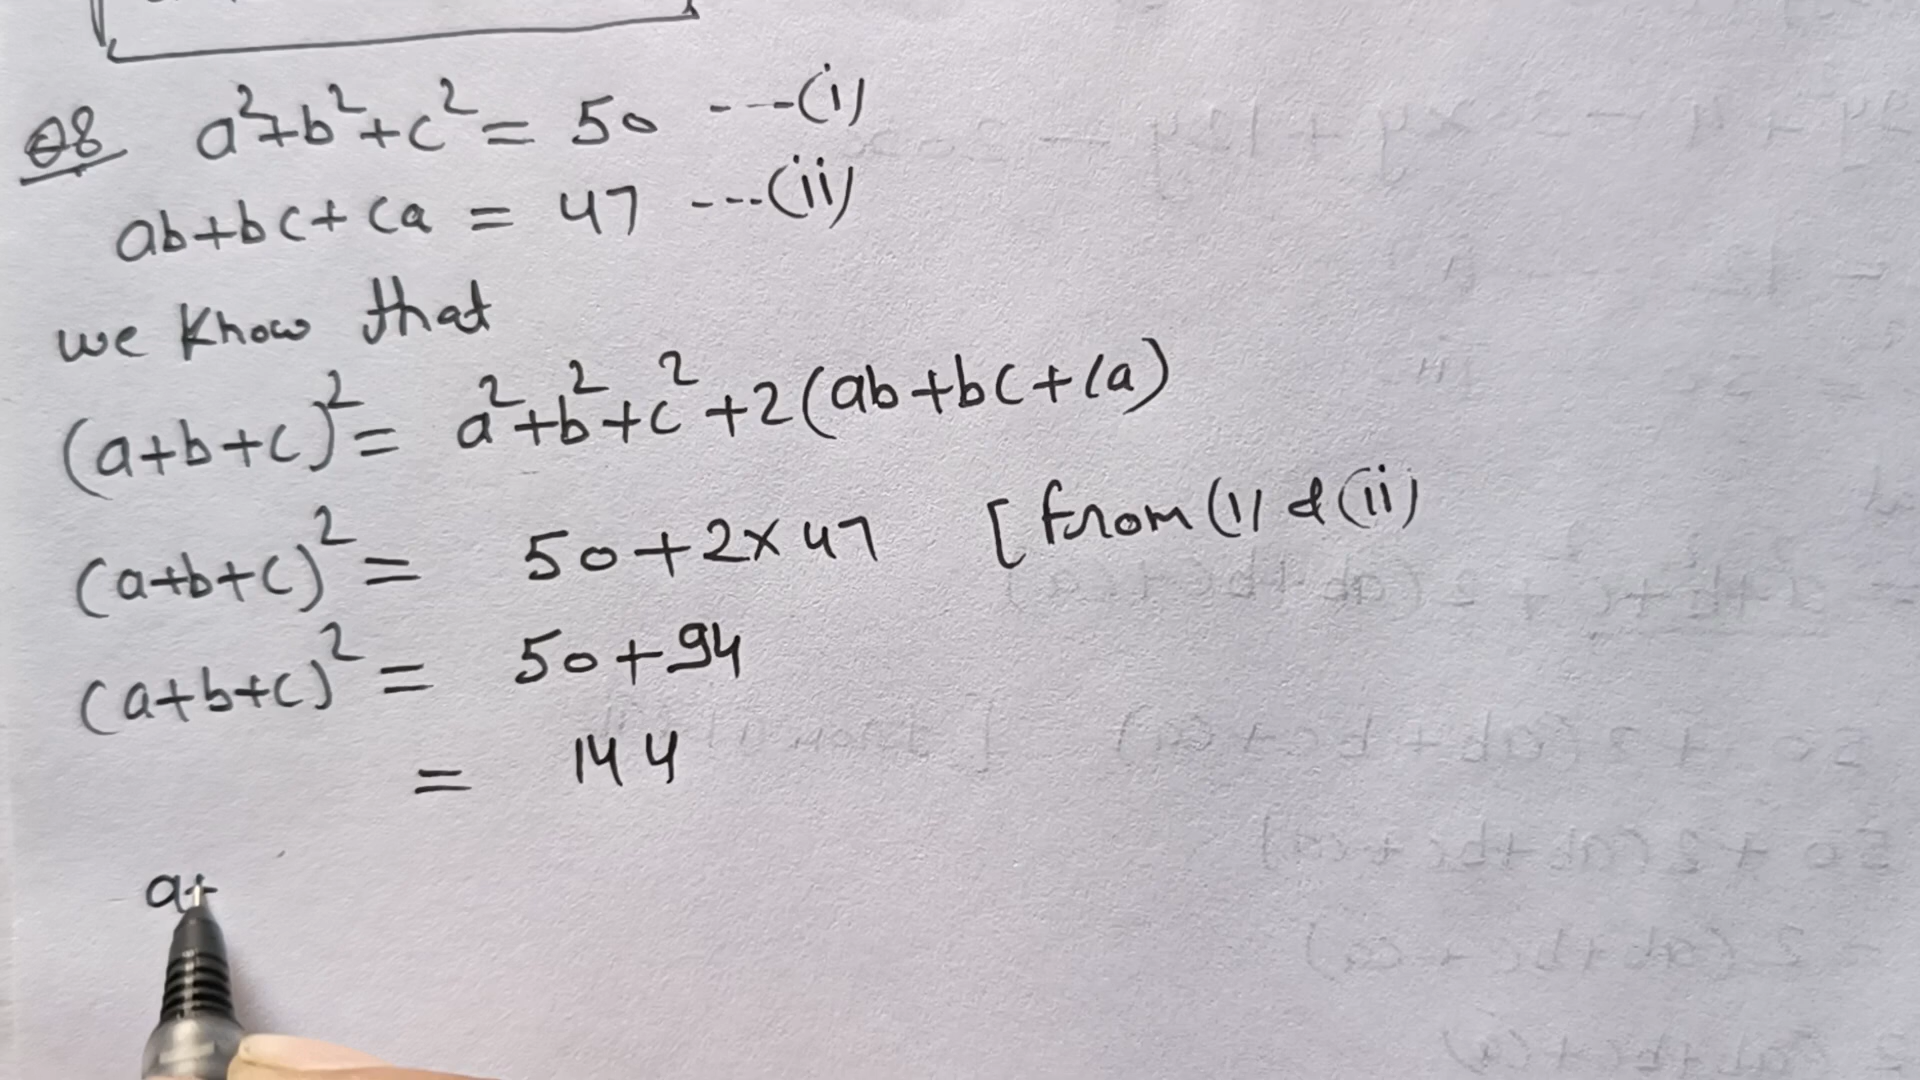 Q8 a²+b²+c² = 50 ---(i)
ab+bc+ca = 47 ---(ii)
we know that
(a+b+c)² = a²+b²+c²+2(ab+bc+ca)
(a+b+c)² = 50+2×47 [from (i) & (ii)
(a+b+c)² = 50+94
= 144
a+